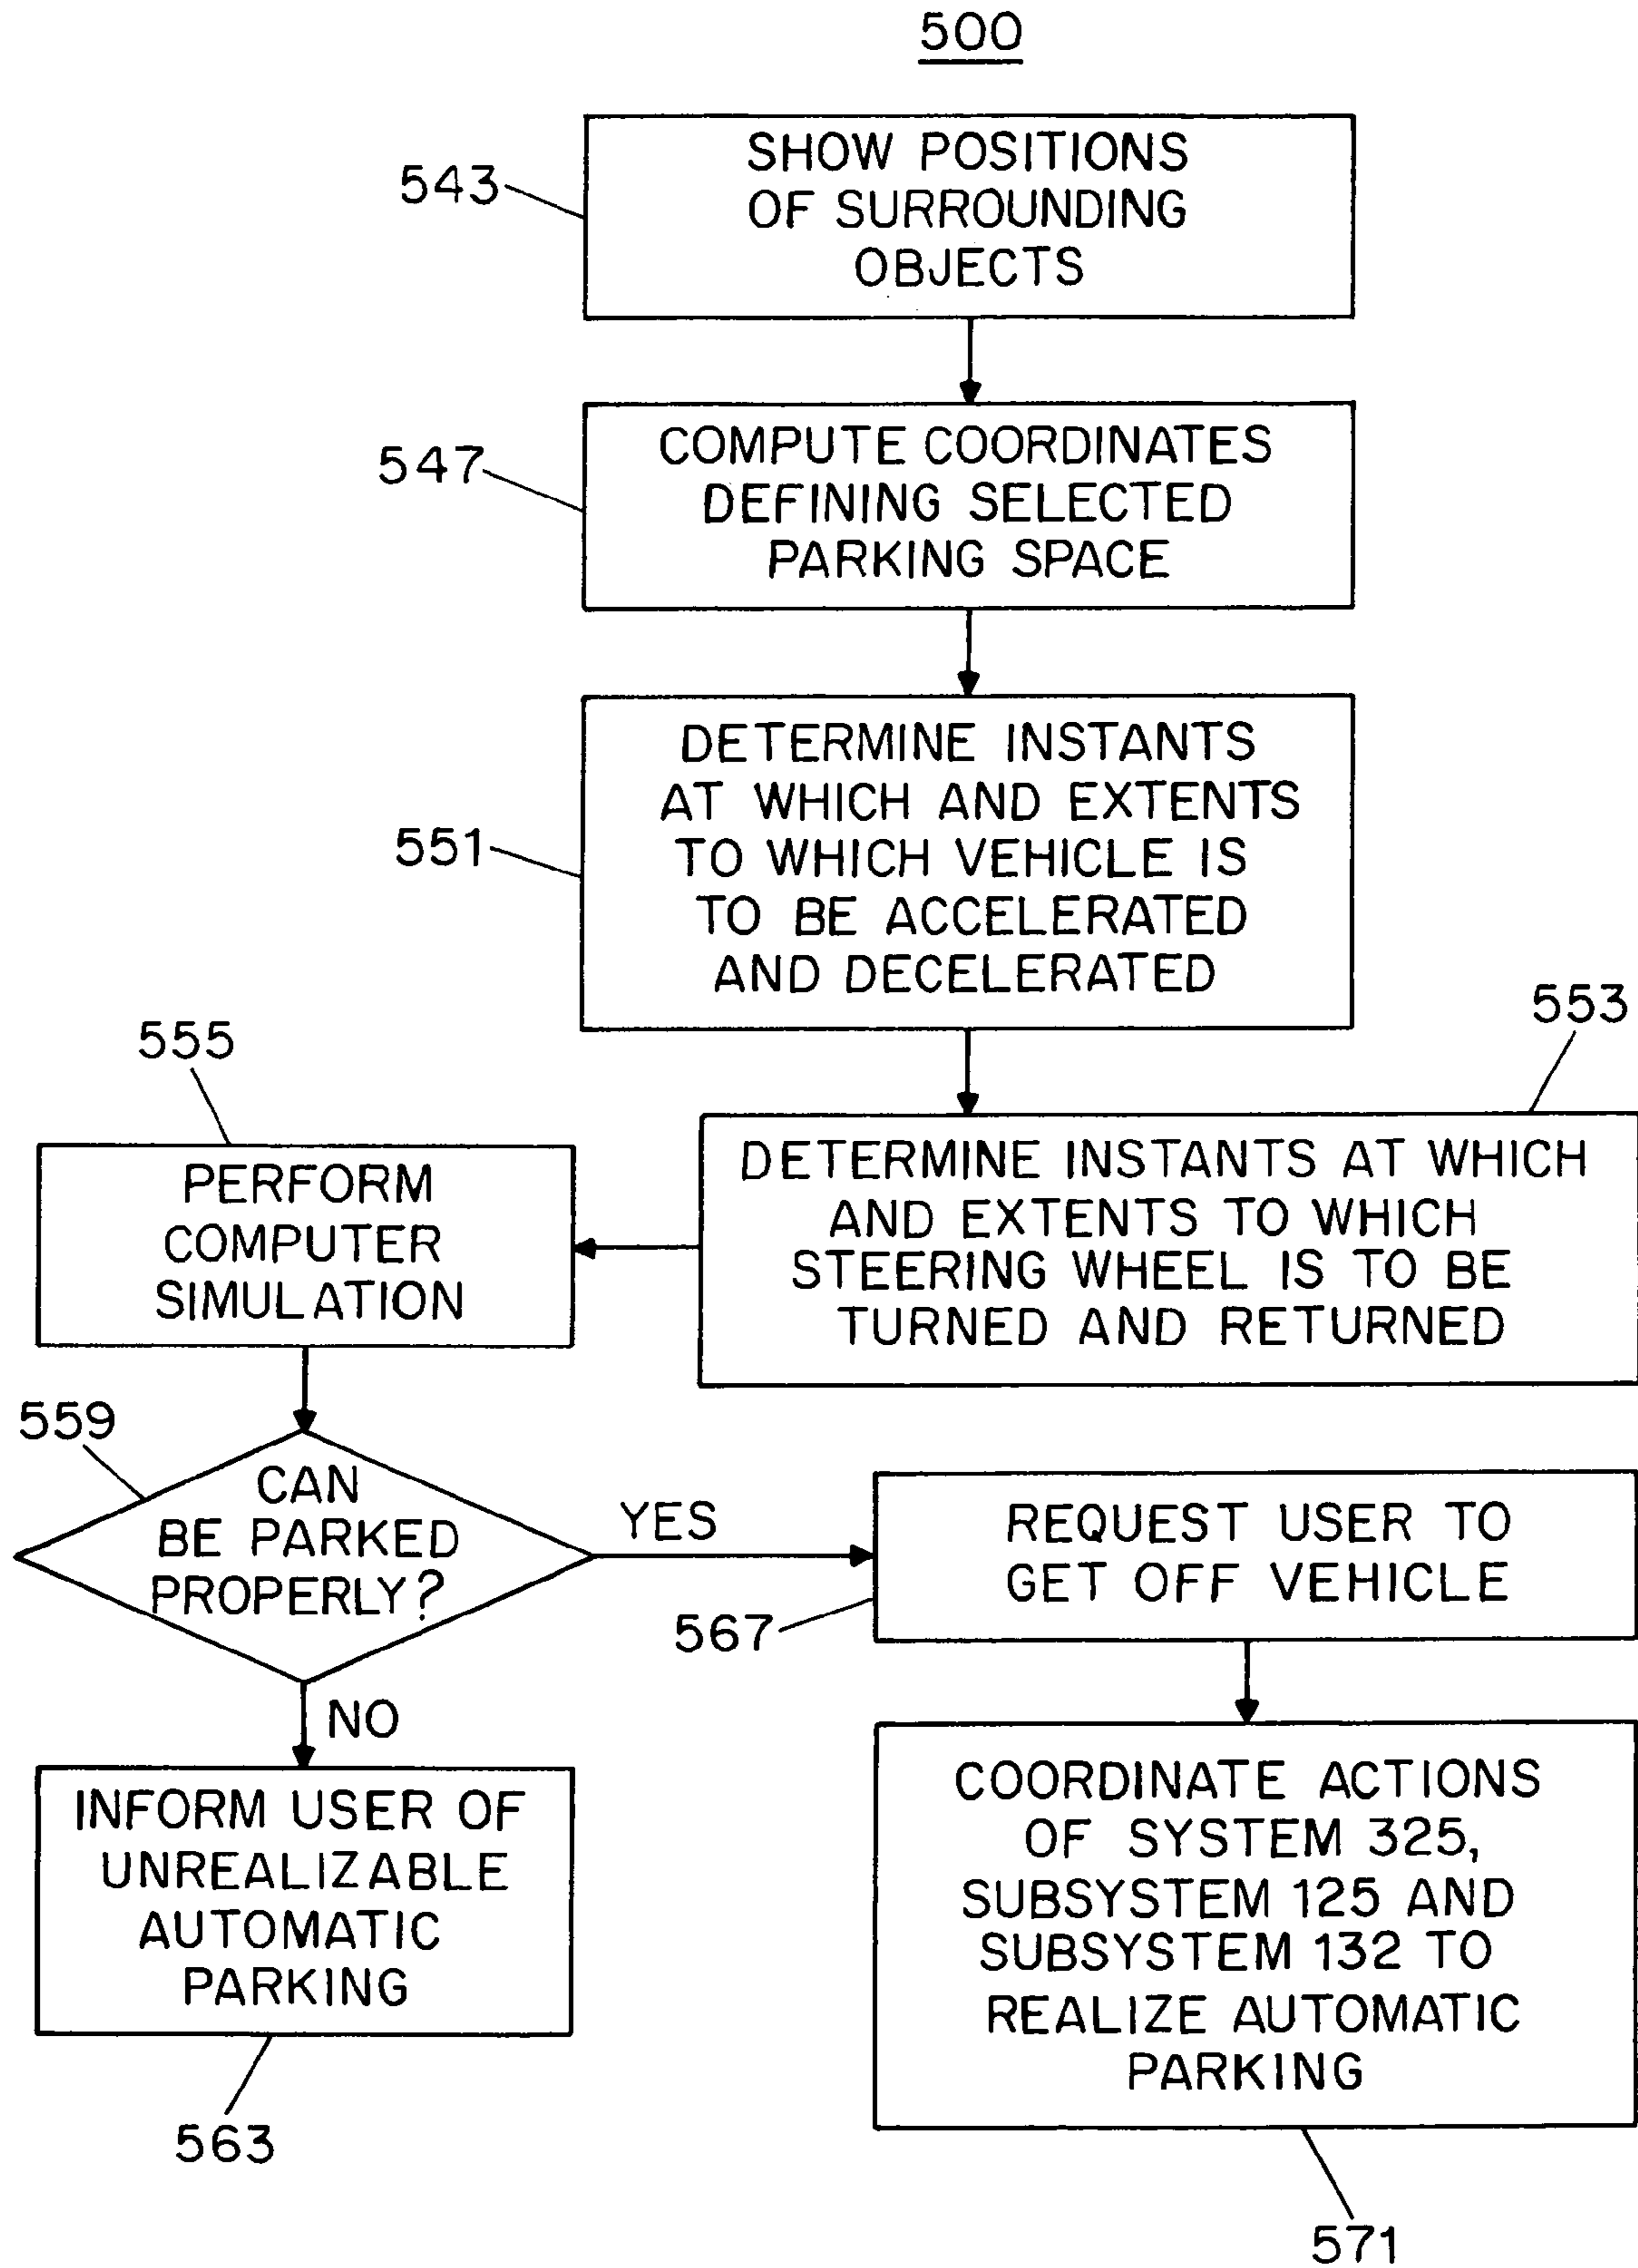 500
543
SHOW POSITIONS
OF SURROUNDING
OBJECTS
547
COMPUTE COORDINATES
DEFINING SELECTED
PARKING SPACE
551
DETERMINE INSTANTS
AT WHICH AND EXTENTS
TO WHICH VEHICLE IS
TO BE ACCELERATED
AND DECELERATED
553
DETERMINE INSTANTS AT WHICH
AND EXTENTS TO WHICH
STEERING WHEEL IS TO BE
TURNED AND RETURNED
555
PERFORM
COMPUTER
SIMULATION
559
CAN
BE PARKED
PROPERLY?
YES
NO
567
REQUEST USER TO
GET OFF VEHICLE
INFORM USER OF
UNREALIZABLE
AUTOMATIC
PARKING
563
COORDINATE ACTIONS
OF SYSTEM 325,
SUBSYSTEM 125 AND
SUBSYSTEM 132 TO
REALIZE AUTOMATIC
PARKING
571